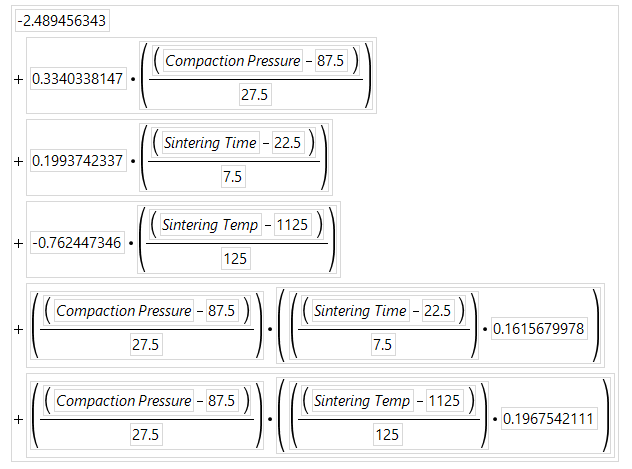 -2.489456343
+ 0.3340338147 • ((Compaction Pressure – 87.5) / 27.5)
+ 0.1993742337 • ((Sintering Time – 22.5) / 7.5)
+ -0.762447346 • ((Sintering Temp – 1125) / 125)
+ ((Compaction Pressure – 87.5) / 27.5) • (((Sintering Time – 22.5) / 7.5) • 0.1615679978)
+ ((Compaction Pressure – 87.5) / 27.5) • (((Sintering Temp – 1125) / 125) • 0.1967542111)